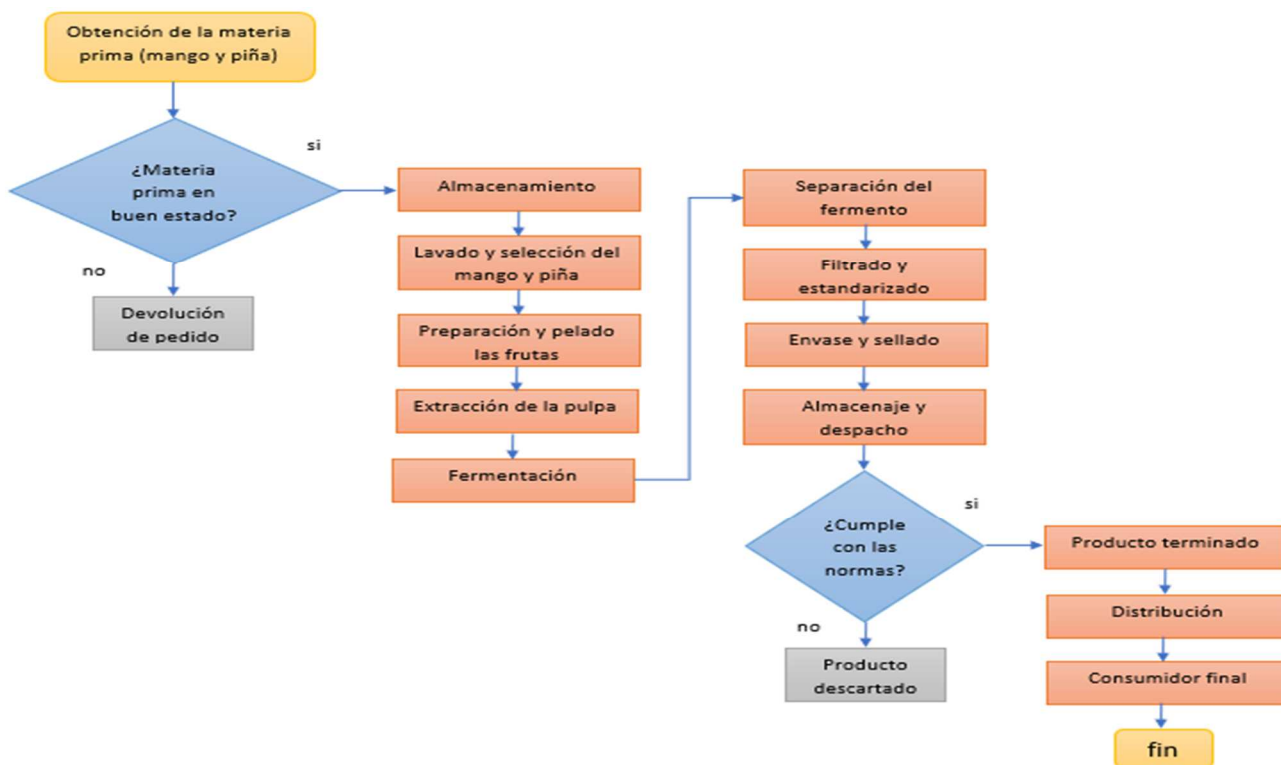 Obtención de la materia
prima (mango y piña)
¿Materia
prima en
buen estado?
si
no
Devolución
de pedido
Almacenamiento
Lavado y selección del
mango y piña
Preparación y pelado
las frutas
Extracción de la pulpa
Fermentación
Separación del
fermento
Filtrado y
estandarizado
Envase y sellado
Almacenaje y
despacho
¿Cumple
con las
normas?
si
no
Producto
descartado
Producto terminado
Distribución
Consumidor final
fin